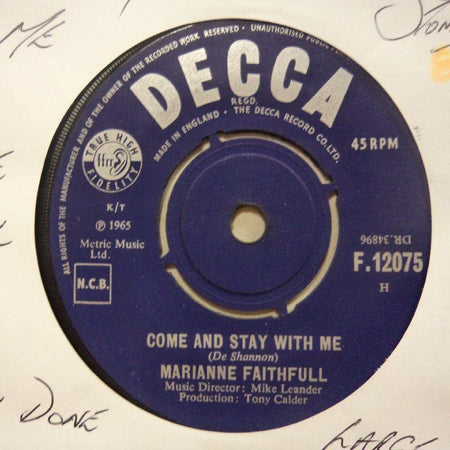 ME
ALL RIGHTS OF THE MANUFACTURER AND OF THE OWNER OF THE RECORDED WORK RESERVED • UNAUTHORISED
DECCA
REGD.
MADE IN ENGLAND • THE DECCA RECORD CO. LTD.
45 RPM
TRUE HIGH
ffrr
FIDELITY
K/T
℗ 1965
Metric Music
Ltd.
N.C.B.
DR.34896
F.12075
H
COME AND STAY WITH ME
(De Shannon)
MARIANNE FAITHFULL
Music Director: Mike Leander
Production: Tony Calder
DONE